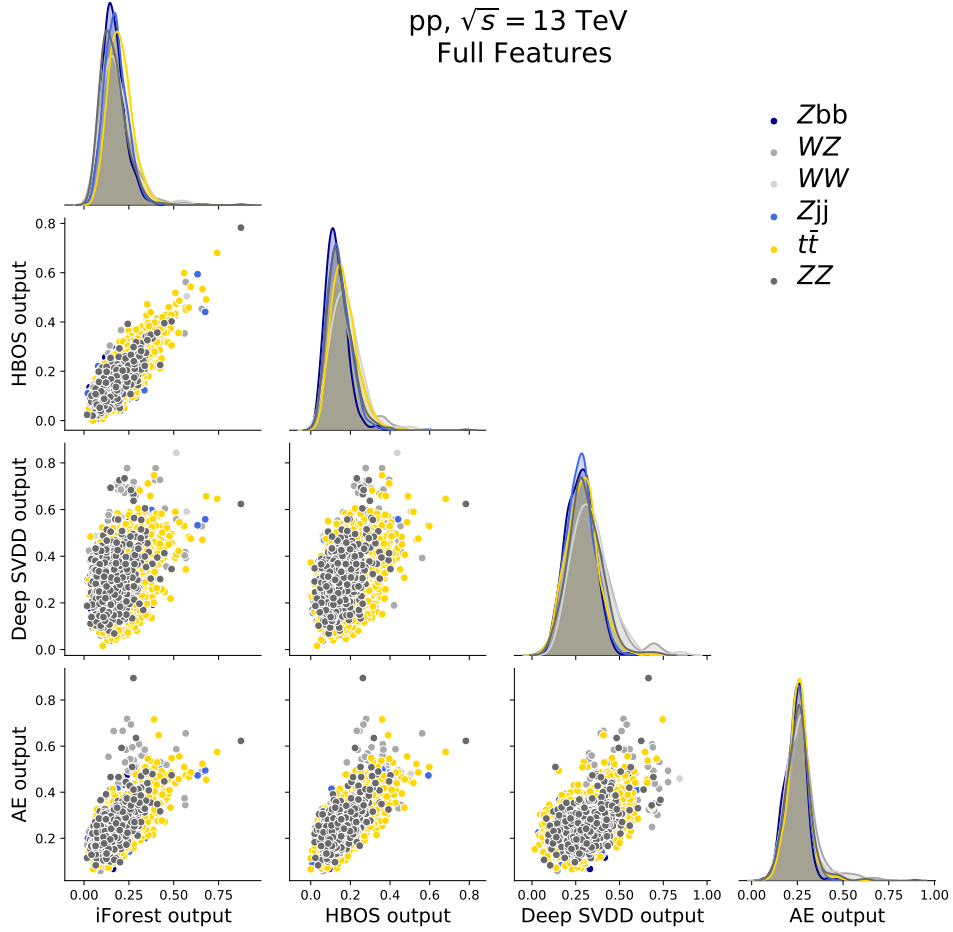 pp, √s = 13 TeV
Full Features
Zbb
WZ
WW
Zjj
tt̄
ZZ
HBOS output
0.8
0.6
0.4
0.2
0.0
Deep SVDD output
0.8
0.6
0.4
0.2
0.0
AE output
0.8
0.6
0.4
0.2
0.00 0.25 0.50 0.75
iForest output
0.0 0.2 0.4 0.6 0.8
HBOS output
0.00 0.25 0.50 0.75 1.00
Deep SVDD output
0.00 0.25 0.50 0.75 1.00
AE output